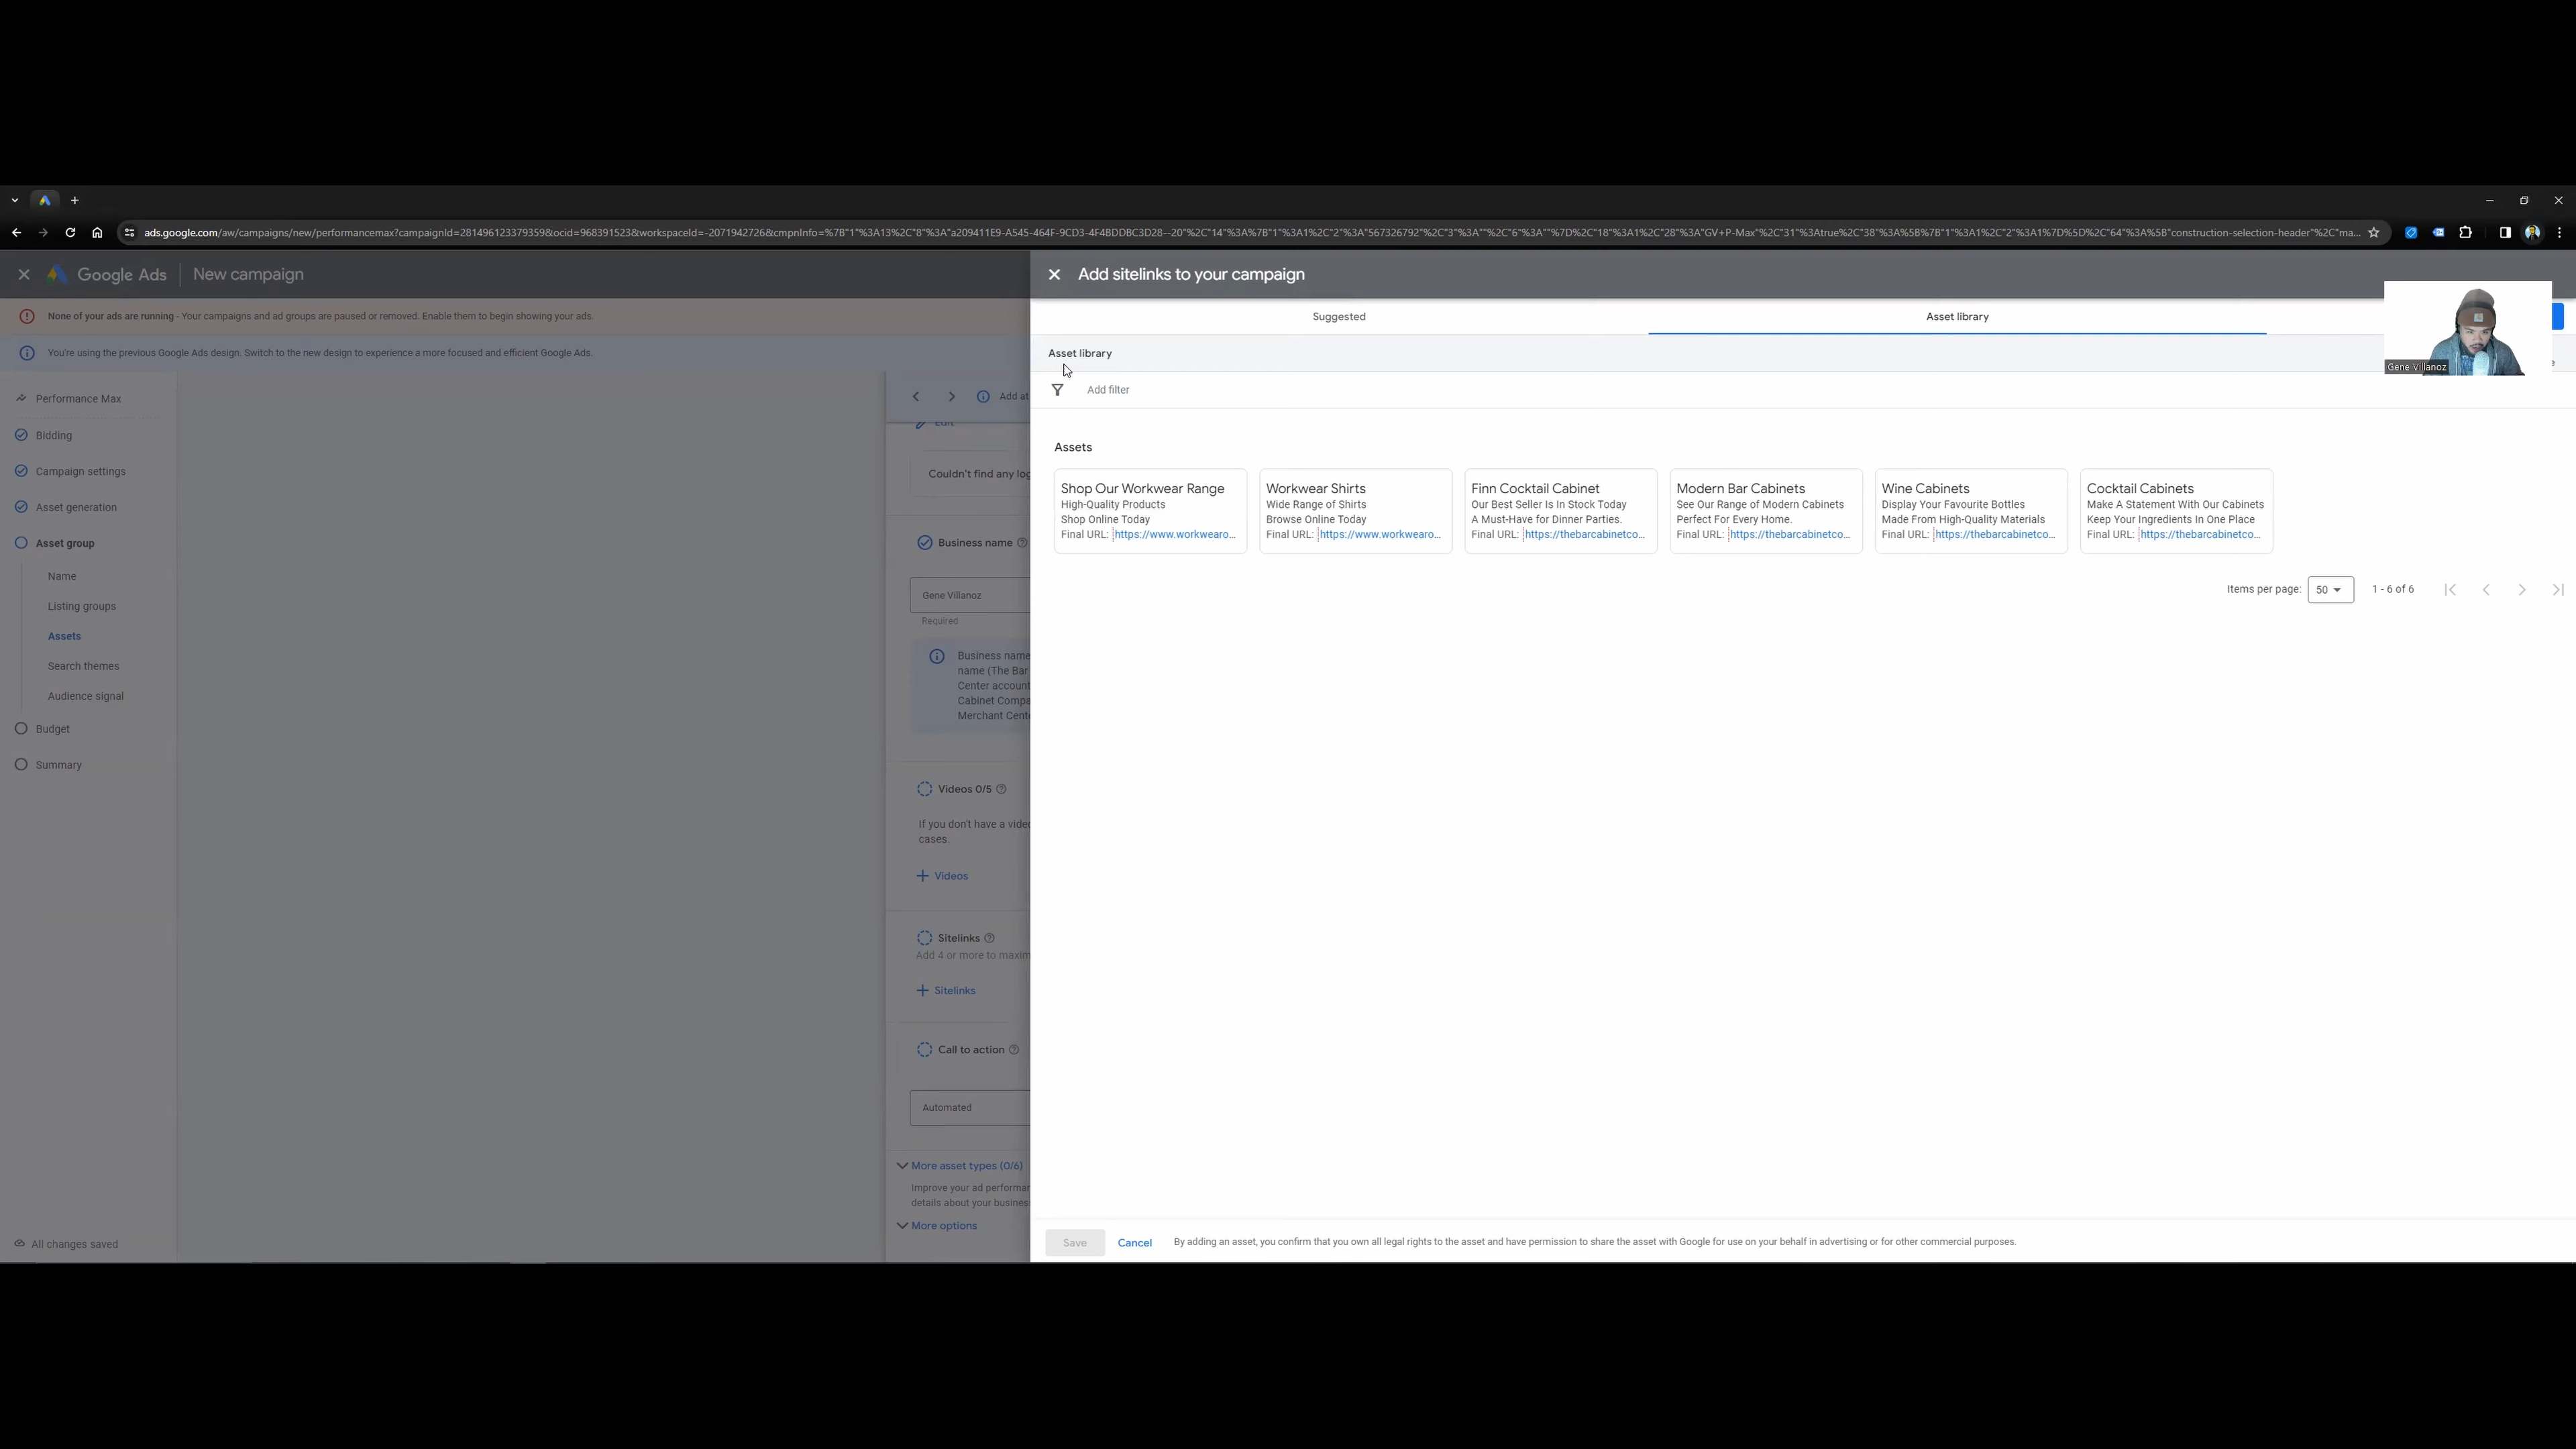 ads.google.com/aw/campaigns/new/performancemax?campaignId=281496123379359&ocid=968391523&workspaceId=-2071942726&cmpnInfo=%7B"1"%3A13%2C"8"%3A"a209411E9-A545-464F-9CD3-4F4BDDBC3D28--20"%2C"14"%3A%7B"1"%3A1%2C"2"%3A"567326792"%2C"3"%3A""%2C"6"%3A""%7D%2C"18"%3A1%2C"28"%3A"GV+P-Max"%2C"31"%3Atrue%2C"38"%3A%5B%7B"1"%3A1%2C"2"%3A1%7D%5D%2C"64"%3A%5B"construction-selection-header"%2C"ma...
Google Ads
New campaign
Add sitelinks to your campaign
None of your ads are running - Your campaigns and ad groups are paused or removed. Enable them to begin showing your ads.
Suggested
Asset library
You're using the previous Google Ads design. Switch to the new design to experience a more focused and efficient Google Ads.
Asset library
Gene Villanoz
Add filter
Performance Max
Bidding
Campaign settings
Asset generation
Asset group
Name
Listing groups
Assets
Search themes
Audience signal
Budget
Summary
All changes saved
Add at
Edit
Couldn't find any log
Business name
Gene Villanoz
Required
Business name
name (The Bar
Center account
Cabinet Compa
Merchant Cente
Videos 0/5
If you don't have a video
cases.
Videos
Sitelinks
Add 4 or more to maxim
Sitelinks
Call to action
Automated
More asset types (0/6)
Improve your ad performa
details about your business
More options
Assets
Shop Our Workwear Range
High-Quality Products
Shop Online Today
Final URL: https://www.workwearo...
Workwear Shirts
Wide Range of Shirts
Browse Online Today
Final URL: https://www.workwearo...
Finn Cocktail Cabinet
Our Best Seller Is In Stock Today
A Must-Have for Dinner Parties.
Final URL: https://thebarcabinetco...
Modern Bar Cabinets
See Our Range of Modern Cabinets
Perfect For Every Home.
Final URL: https://thebarcabinetco...
Wine Cabinets
Display Your Favourite Bottles
Made From High-Quality Materials
Final URL: https://thebarcabinetco...
Cocktail Cabinets
Make A Statement With Our Cabinets
Keep Your Ingredients In One Place
Final URL: https://thebarcabinetco...
Items per page: 50
1 - 6 of 6
Save
Cancel
By adding an asset, you confirm that you own all legal rights to the asset and have permission to share the asset with Google for use on your behalf in advertising or for other commercial purposes.